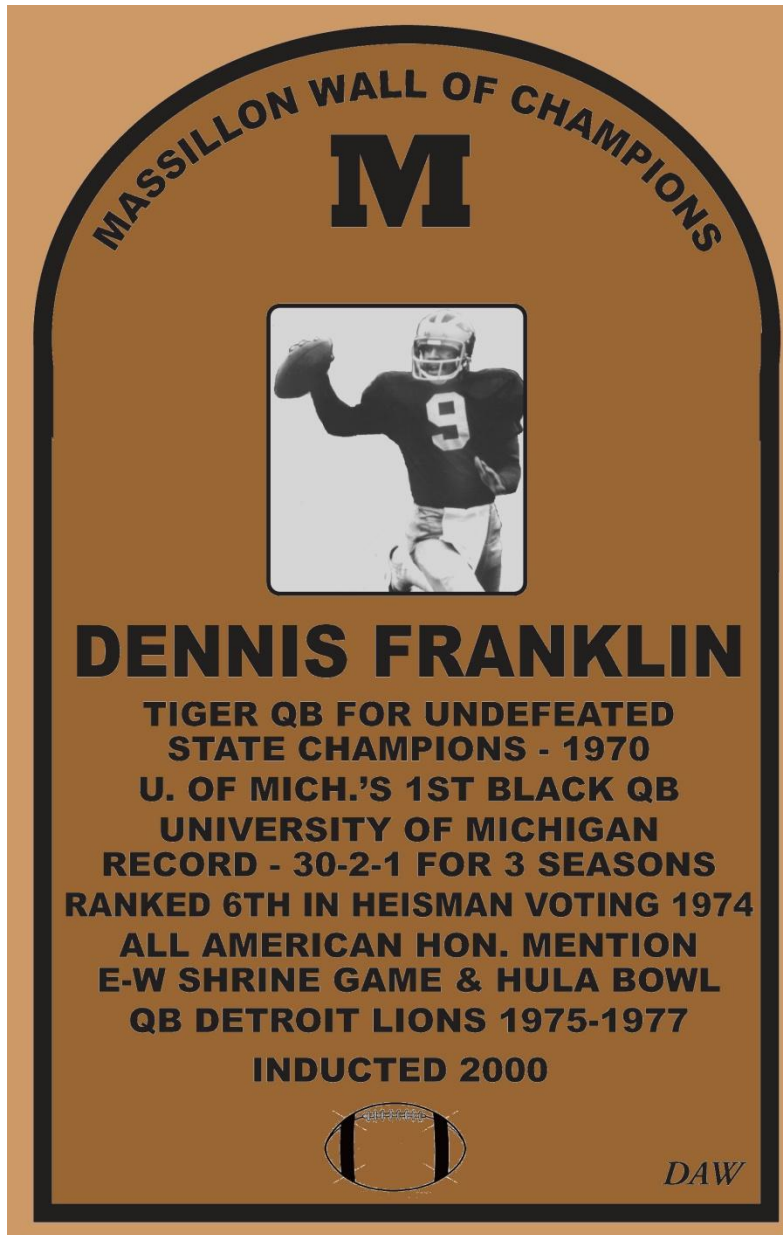 MASSILLON WALL OF CHAMPIONS
M
9
DENNIS FRANKLIN
TIGER QB FOR UNDEFEATED
STATE CHAMPIONS - 1970
U. OF MICH.'S 1ST BLACK QB
UNIVERSITY OF MICHIGAN
RECORD - 30-2-1 FOR 3 SEASONS
RANKED 6TH IN HEISMAN VOTING 1974
ALL AMERICAN HON. MENTION
E-W SHRINE GAME & HULA BOWL
QB DETROIT LIONS 1975-1977
INDUCTED 2000
DAW